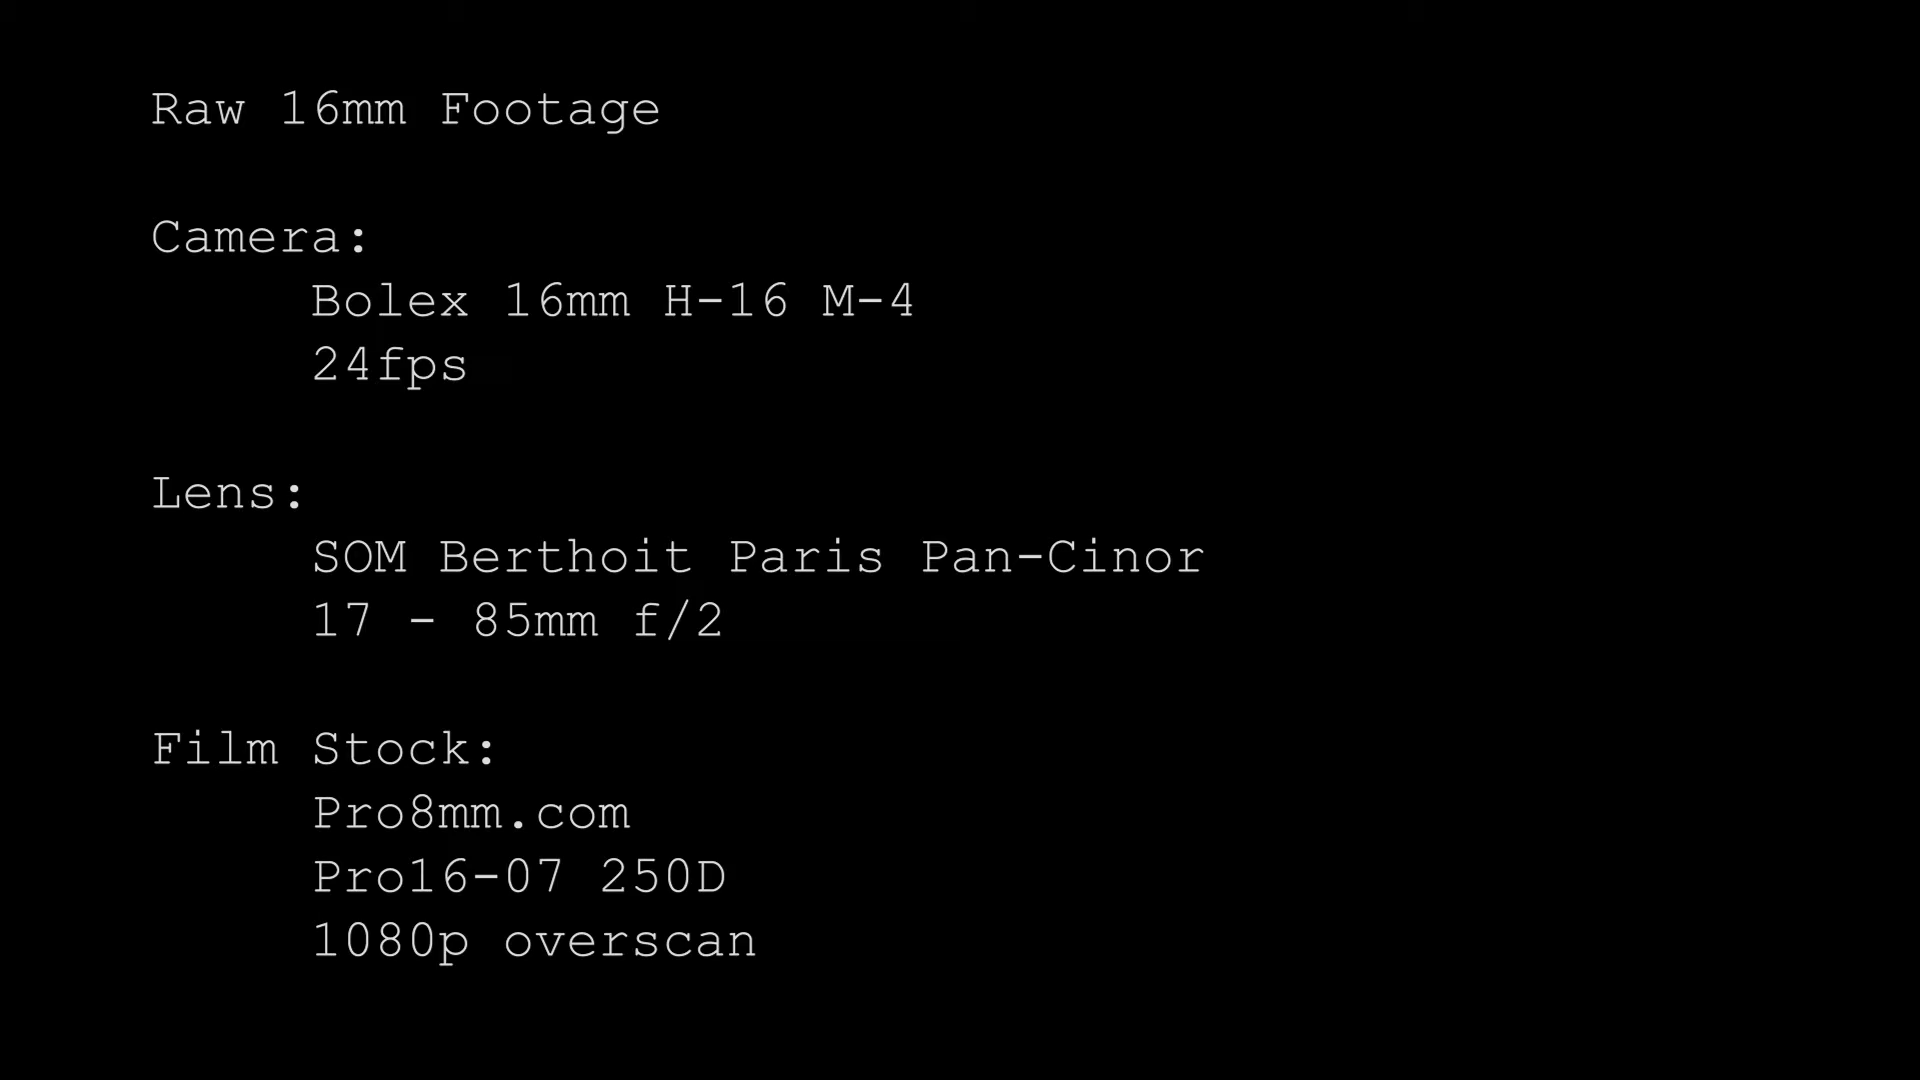 Raw 16mm Footage
Camera:
Bolex 16mm H-16 M-4
24fps
Lens:
SOM Berthoit Paris Pan-Cinor
17 - 85mm f/2
Film Stock:
Pro8mm.com
Pro16-07 250D
1080p overscan